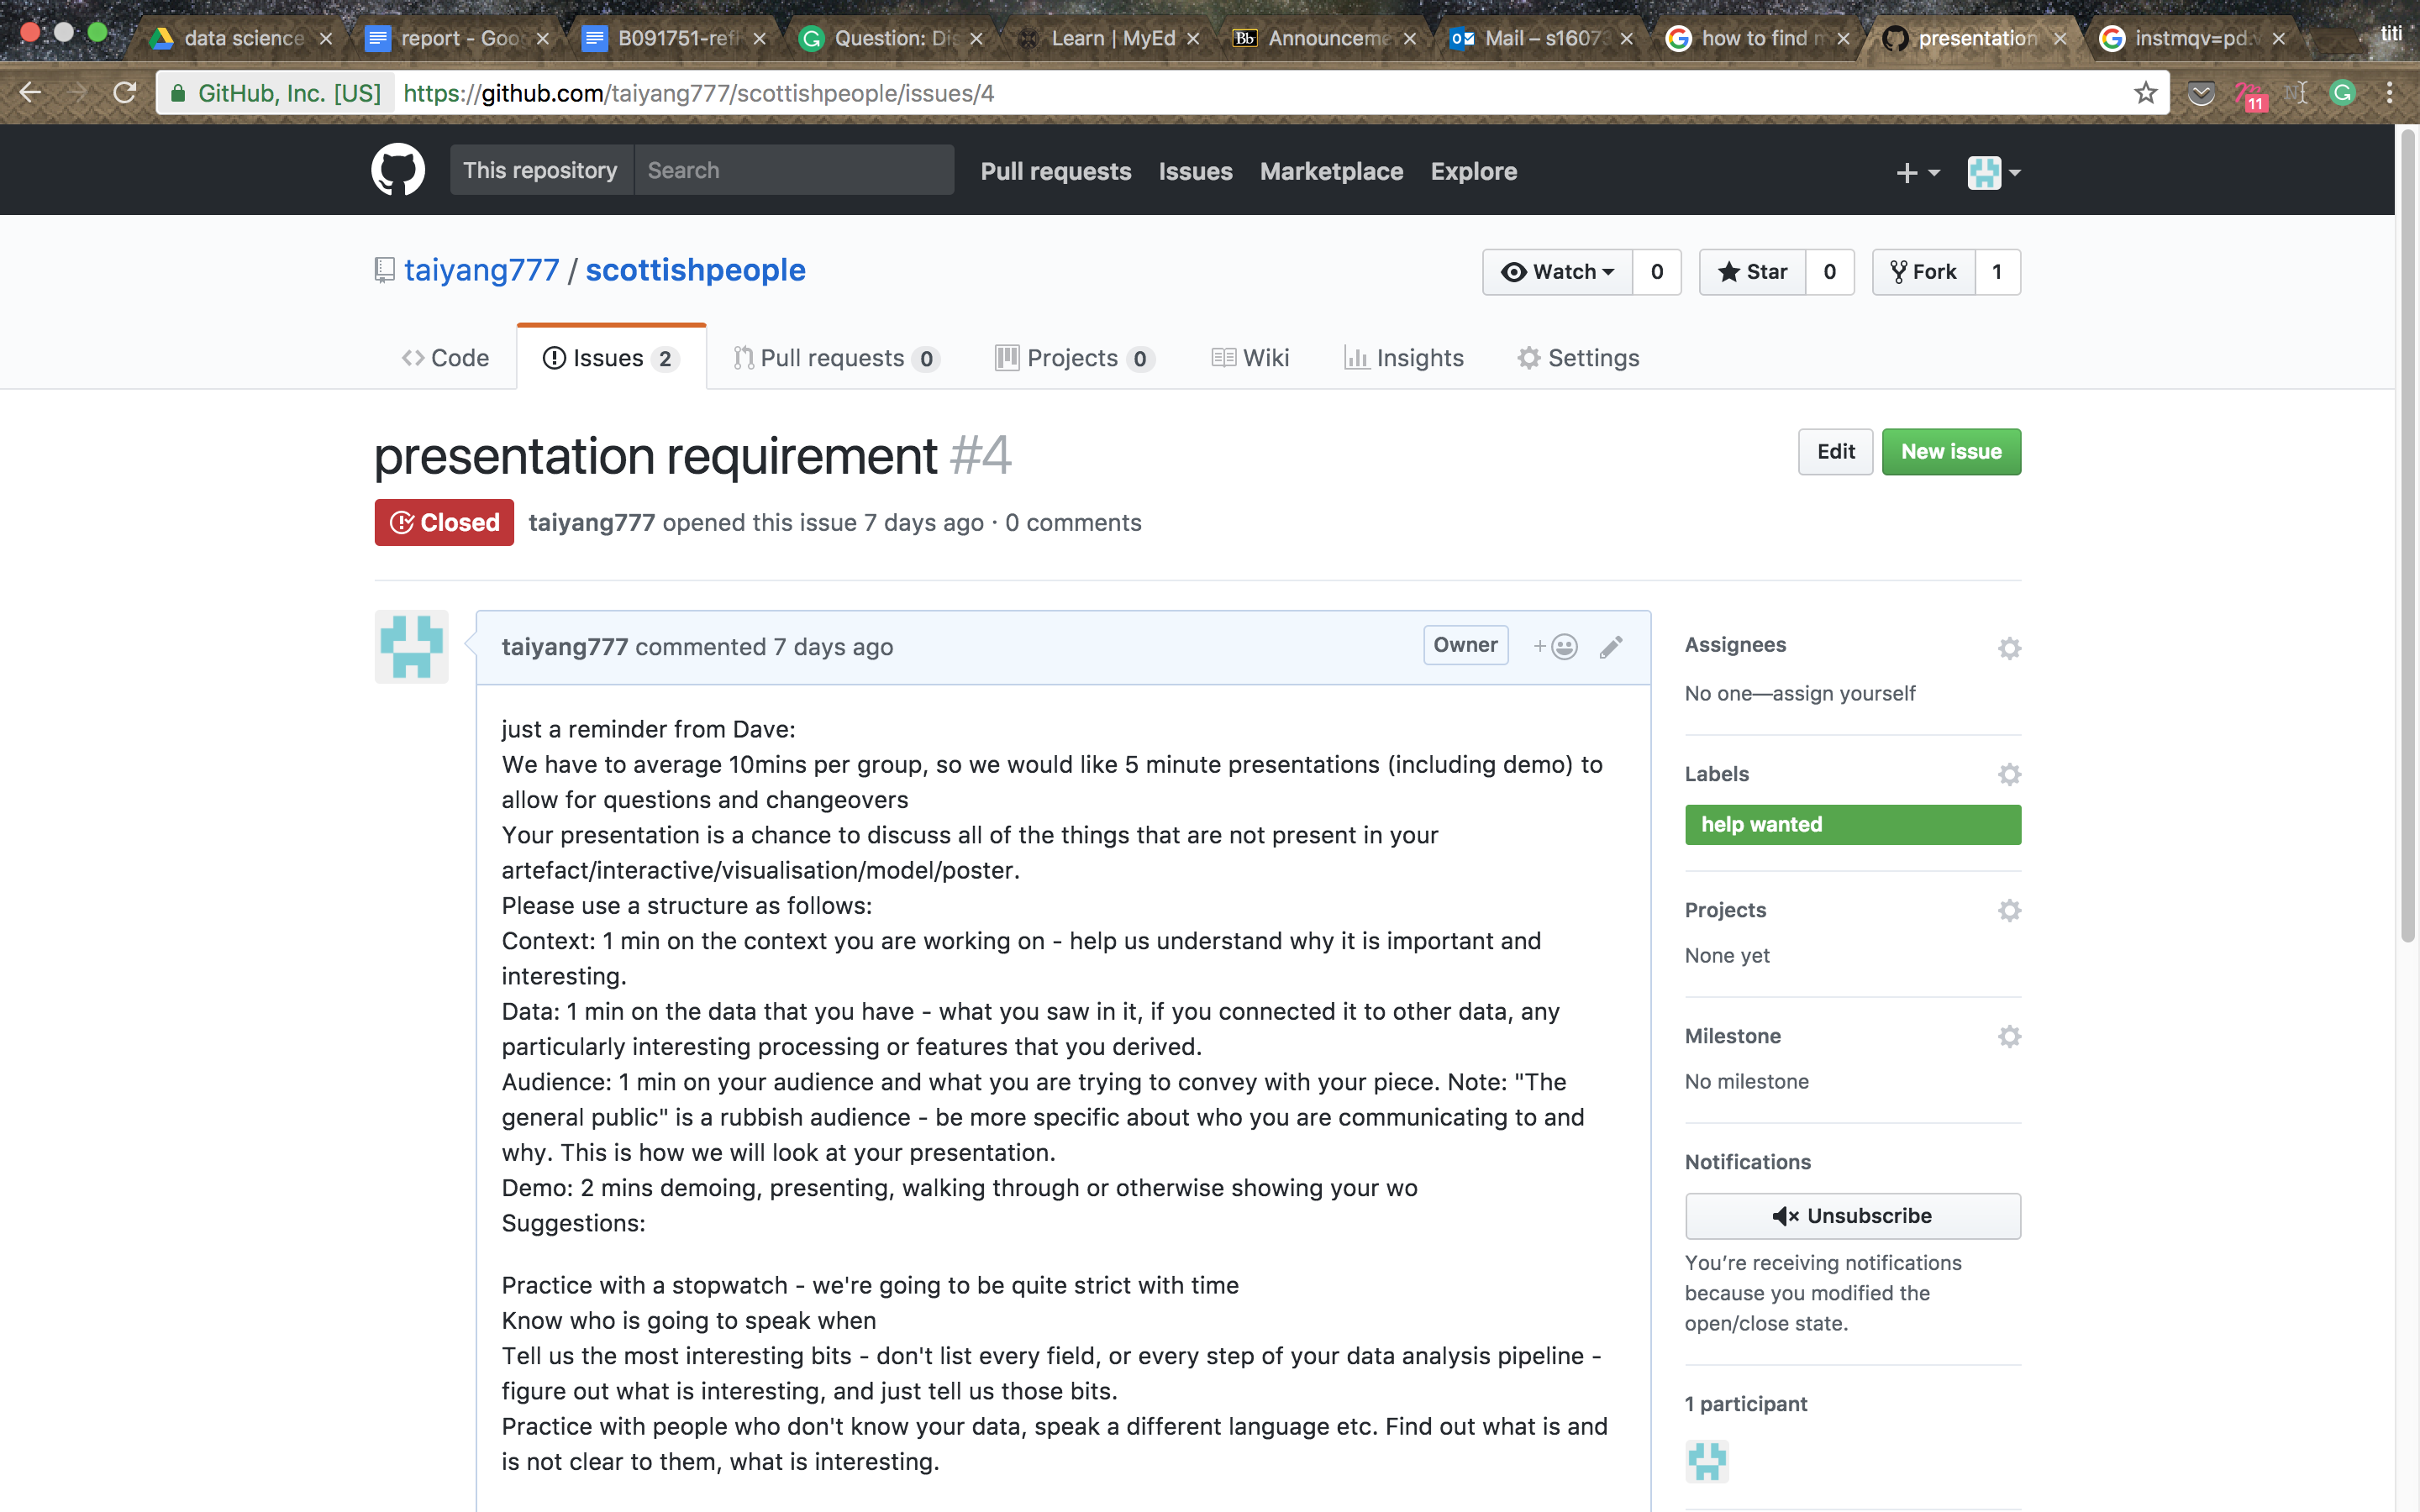 data science
report - Goo
B091751-refl
Question: Dis
Learn | MyEd
Bb Announceme
Mail – s16073
how to find m
presentation
instmqv=pd.v
titi
GitHub, Inc. [US] https://github.com/taiyang777/scottishpeople/issues/4
11
This repository Search Pull requests Issues Marketplace Explore
taiyang777 / scottishpeople
Watch 0 Star 0 Fork 1
Code Issues 2 Pull requests 0 Projects 0 Wiki Insights Settings
presentation requirement #4
Edit New issue
Closed taiyang777 opened this issue 7 days ago · 0 comments
taiyang777 commented 7 days ago Owner
just a reminder from Dave:
We have to average 10mins per group, so we would like 5 minute presentations (including demo) to
allow for questions and changeovers
Your presentation is a chance to discuss all of the things that are not present in your
artefact/interactive/visualisation/model/poster.
Please use a structure as follows:
Context: 1 min on the context you are working on - help us understand why it is important and
interesting.
Data: 1 min on the data that you have - what you saw in it, if you connected it to other data, any
particularly interesting processing or features that you derived.
Audience: 1 min on your audience and what you are trying to convey with your piece. Note: "The
general public" is a rubbish audience - be more specific about who you are communicating to and
why. This is how we will look at your presentation.
Demo: 2 mins demoing, presenting, walking through or otherwise showing your wo
Suggestions:
Practice with a stopwatch - we're going to be quite strict with time
Know who is going to speak when
Tell us the most interesting bits - don't list every field, or every step of your data analysis pipeline -
figure out what is interesting, and just tell us those bits.
Practice with people who don't know your data, speak a different language etc. Find out what is and
is not clear to them, what is interesting.
Assignees
No one—assign yourself
Labels
help wanted
Projects
None yet
Milestone
No milestone
Notifications
Unsubscribe
You're receiving notifications
because you modified the
open/close state.
1 participant